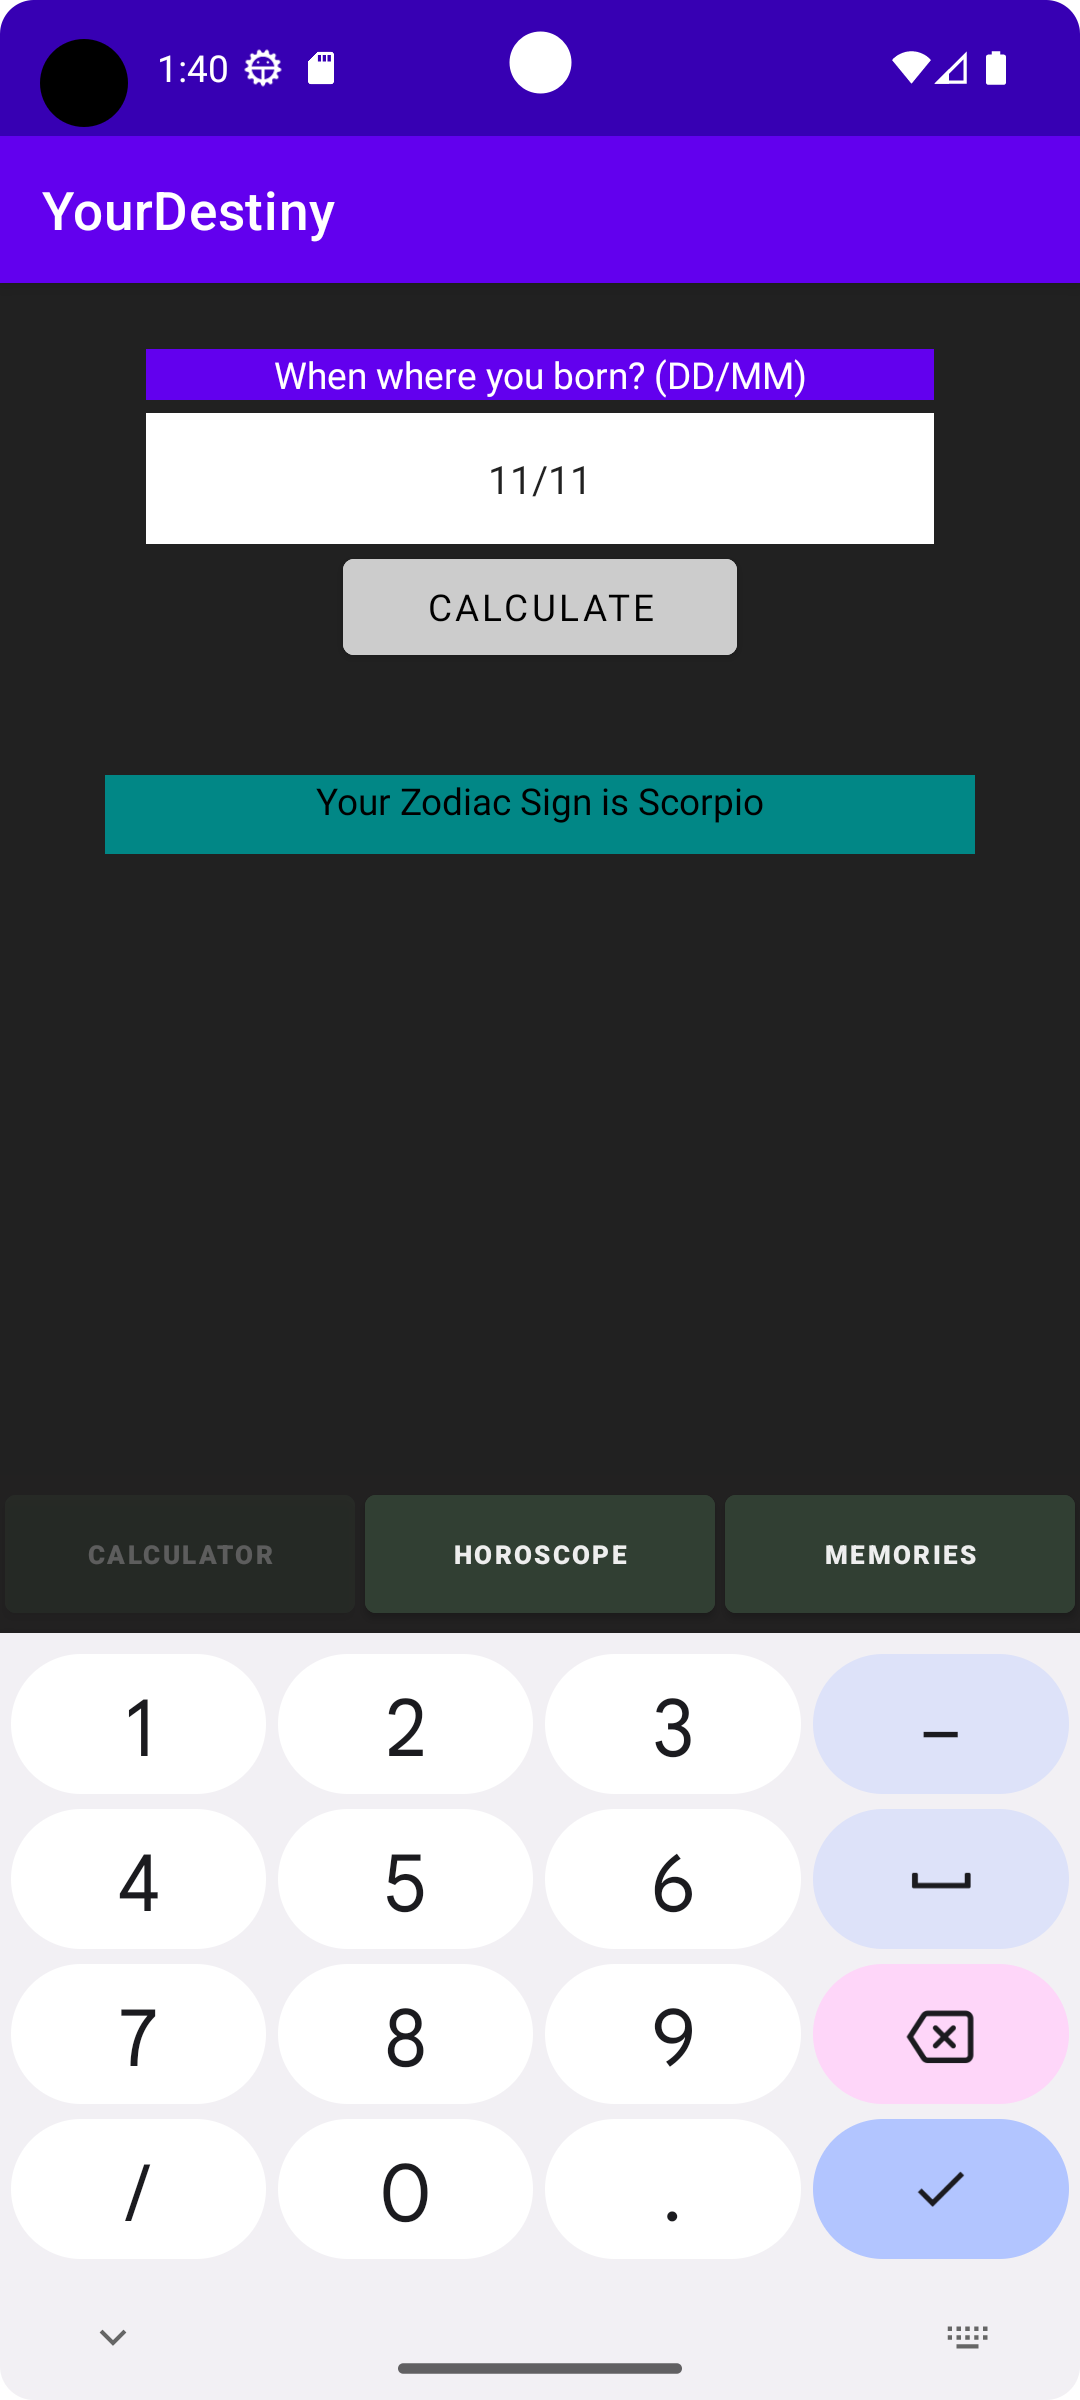 1:40
YourDestiny
When where you born? (DD/MM)
11/11
CALCULATE
Your Zodiac Sign is Scorpio
CALCULATOR HOROSCOPE MEMORIES
1 2 3 –
4 5 6
7 8 9
/ 0 .